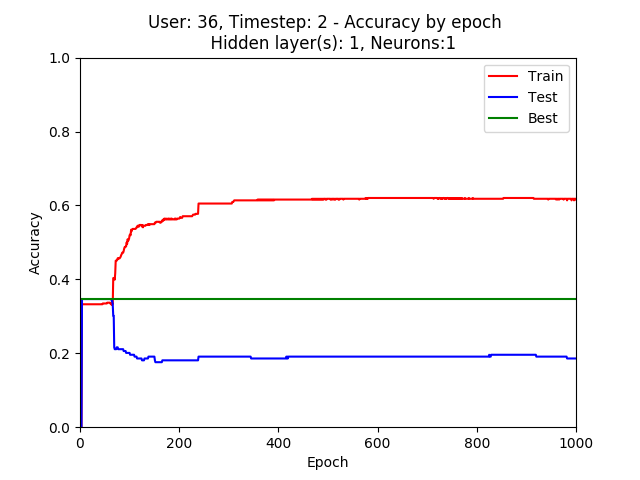 User: 36, Timestep: 2 - Accuracy by epoch
Hidden layer(s): 1, Neurons:1
Train
Test
Best
1.0
0.8
0.6
0.4
0.2
0.0
Accuracy
0 200 400 600 800 1000
Epoch